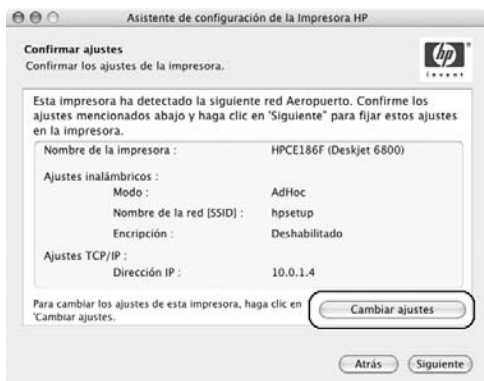 Asistente de configuración de la Impresora HP
Confirmar ajustes
Confirmar los ajustes de la impresora.
hp
invent
Esta impresora ha detectado la siguiente red Aeropuerto. Confirme los
ajustes mencionados abajo y haga clic en 'Siguiente" para fijar estos ajustes
en la impresora.
Nombre de la impresora : HPCE186F (Deskjet 6800)
Ajustes inalámbricos :
Modo : AdHoc
Nombre de la red [SSID] : hpsetup
Encripción : Deshabilitado
Ajustes TCP/IP :
Dirección IP : 10.0.1.4
Para cambiar los ajustes de esta impresora, haga clic en
'Cambiar ajustes.
Cambiar ajustes
Atrás
Siguiente